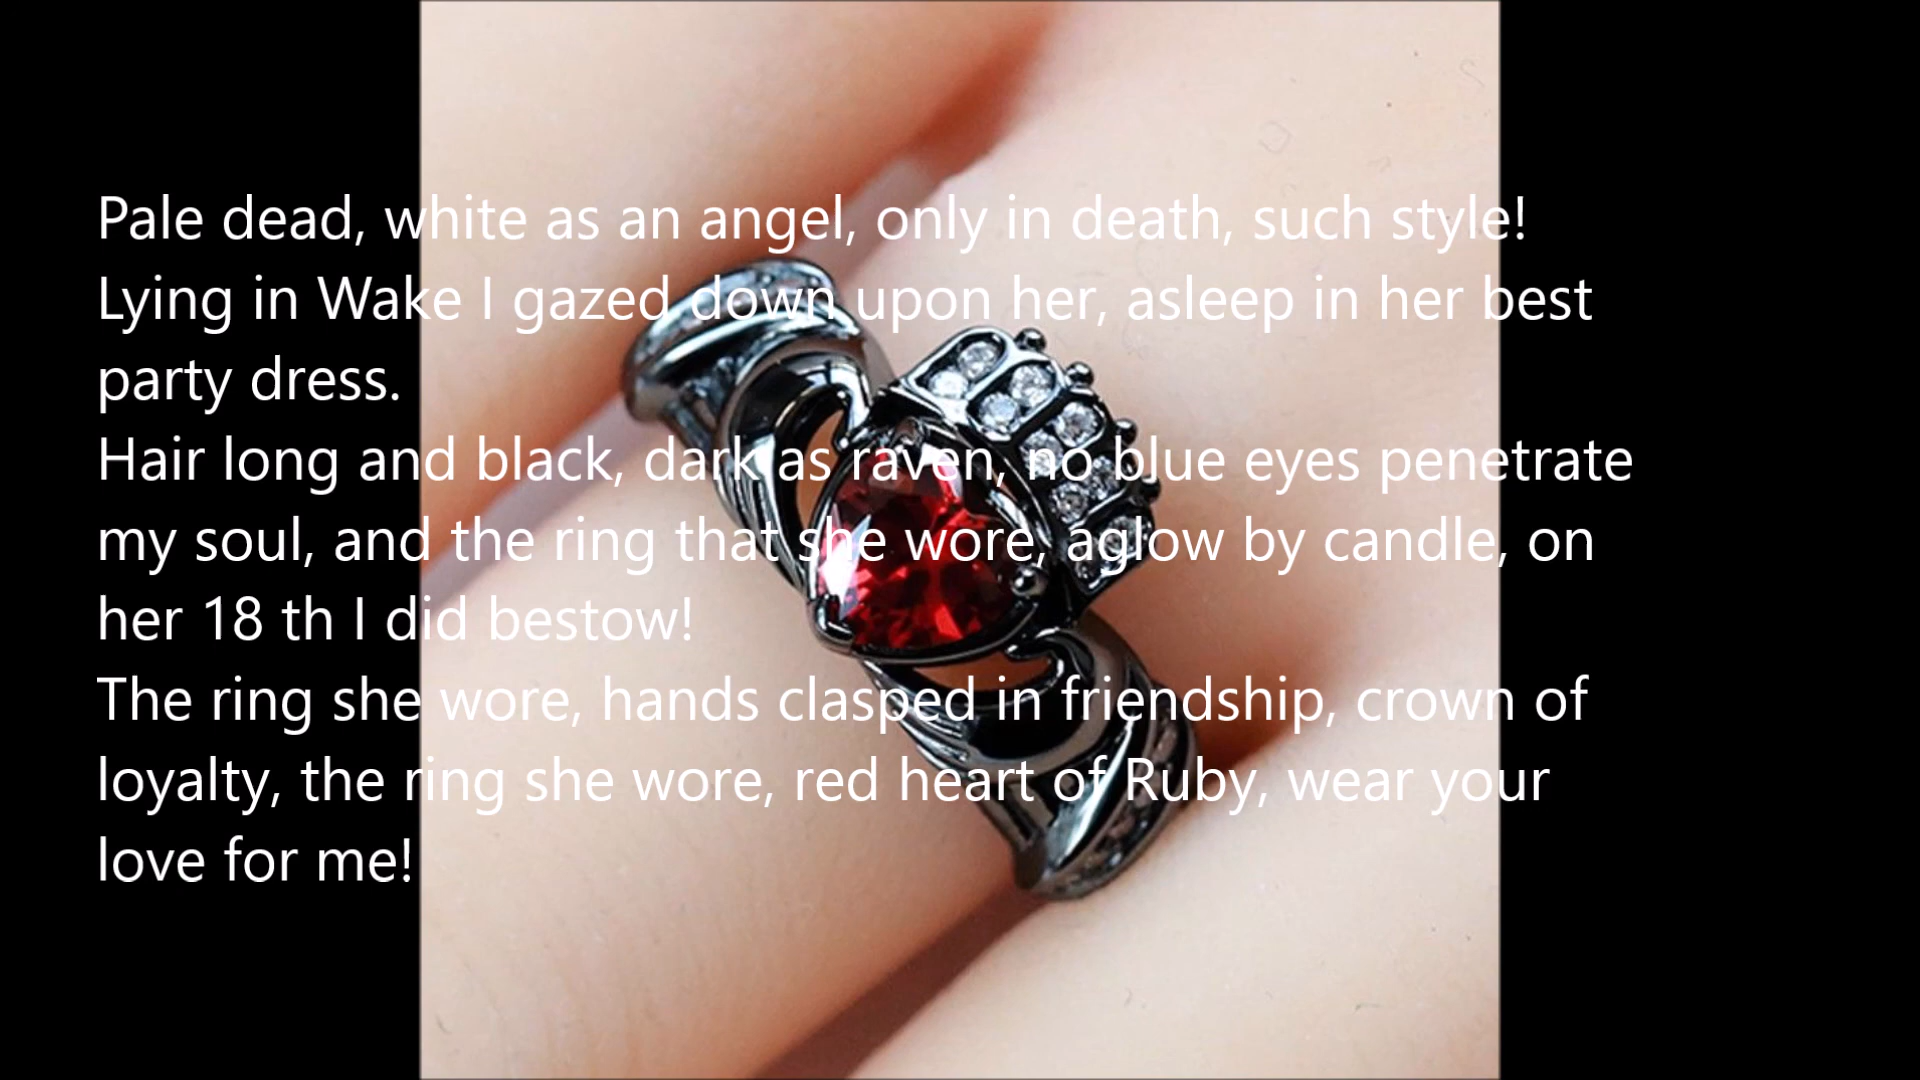 Pale dead, white as an angel, only in death, such style!
Lying in Wake I gazed down upon her, asleep in her best
party dress.
Hair long and black, dark as raven, no blue eyes penetrate
my soul, and the ring that she wore, aglow by candle, on
her 18 th I did bestow!
The ring she wore, hands clasped in friendship, crown of
loyalty, the ring she wore, red heart of Ruby, wear your
love for me!